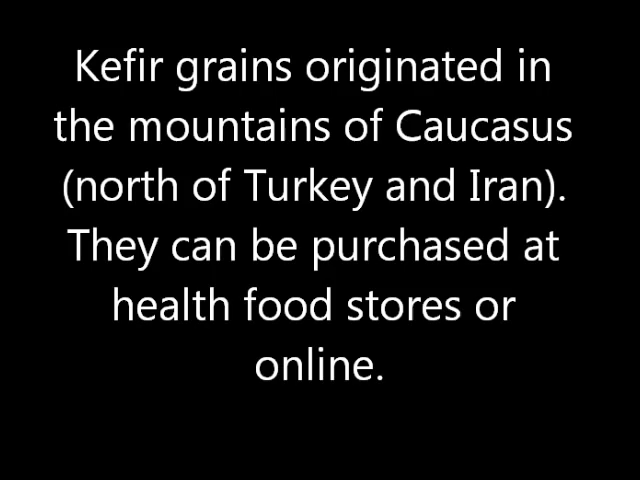 Kefir grains originated in
the mountains of Caucasus
(north of Turkey and Iran).
They can be purchased at
health food stores or
online.